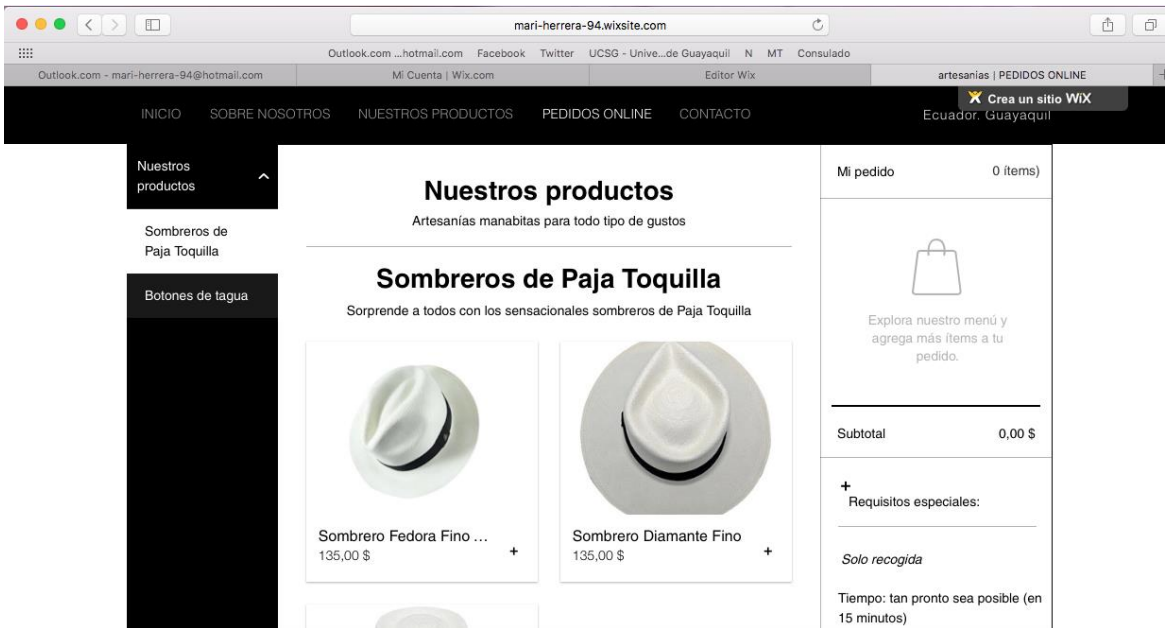 mari-herrera-94.wixsite.com
Outlook.com ...hotmail.com Facebook Twitter UCSG - Unive...de Guayaquil N MT Consulado
Outlook.com - mari-herrera-94@hotmail.com Mi Cuenta | Wix.com Editor Wix artesanias | PEDIDOS ONLINE
Crea un sitio WiX
INICIO SOBRE NOSOTROS NUESTROS PRODUCTOS PEDIDOS ONLINE CONTACTO Ecuador. Guayaquil
Nuestros
productos
Sombreros de
Paja Toquilla
Botones de tagua
Nuestros productos
Artesanías manabitas para todo tipo de gustos
Sombreros de Paja Toquilla
Sorprende a todos con los sensacionales sombreros de Paja Toquilla
Sombrero Fedora Fino ...
135,00 $ +
Sombrero Diamante Fino
135,00 $ +
Mi pedido 0 ítems)
Explora nuestro menú y
agrega más ítems a tu
pedido.
Subtotal 0,00 $
+
Requisitos especiales:
Solo recogida
Tiempo: tan pronto sea posible (en
15 minutos)